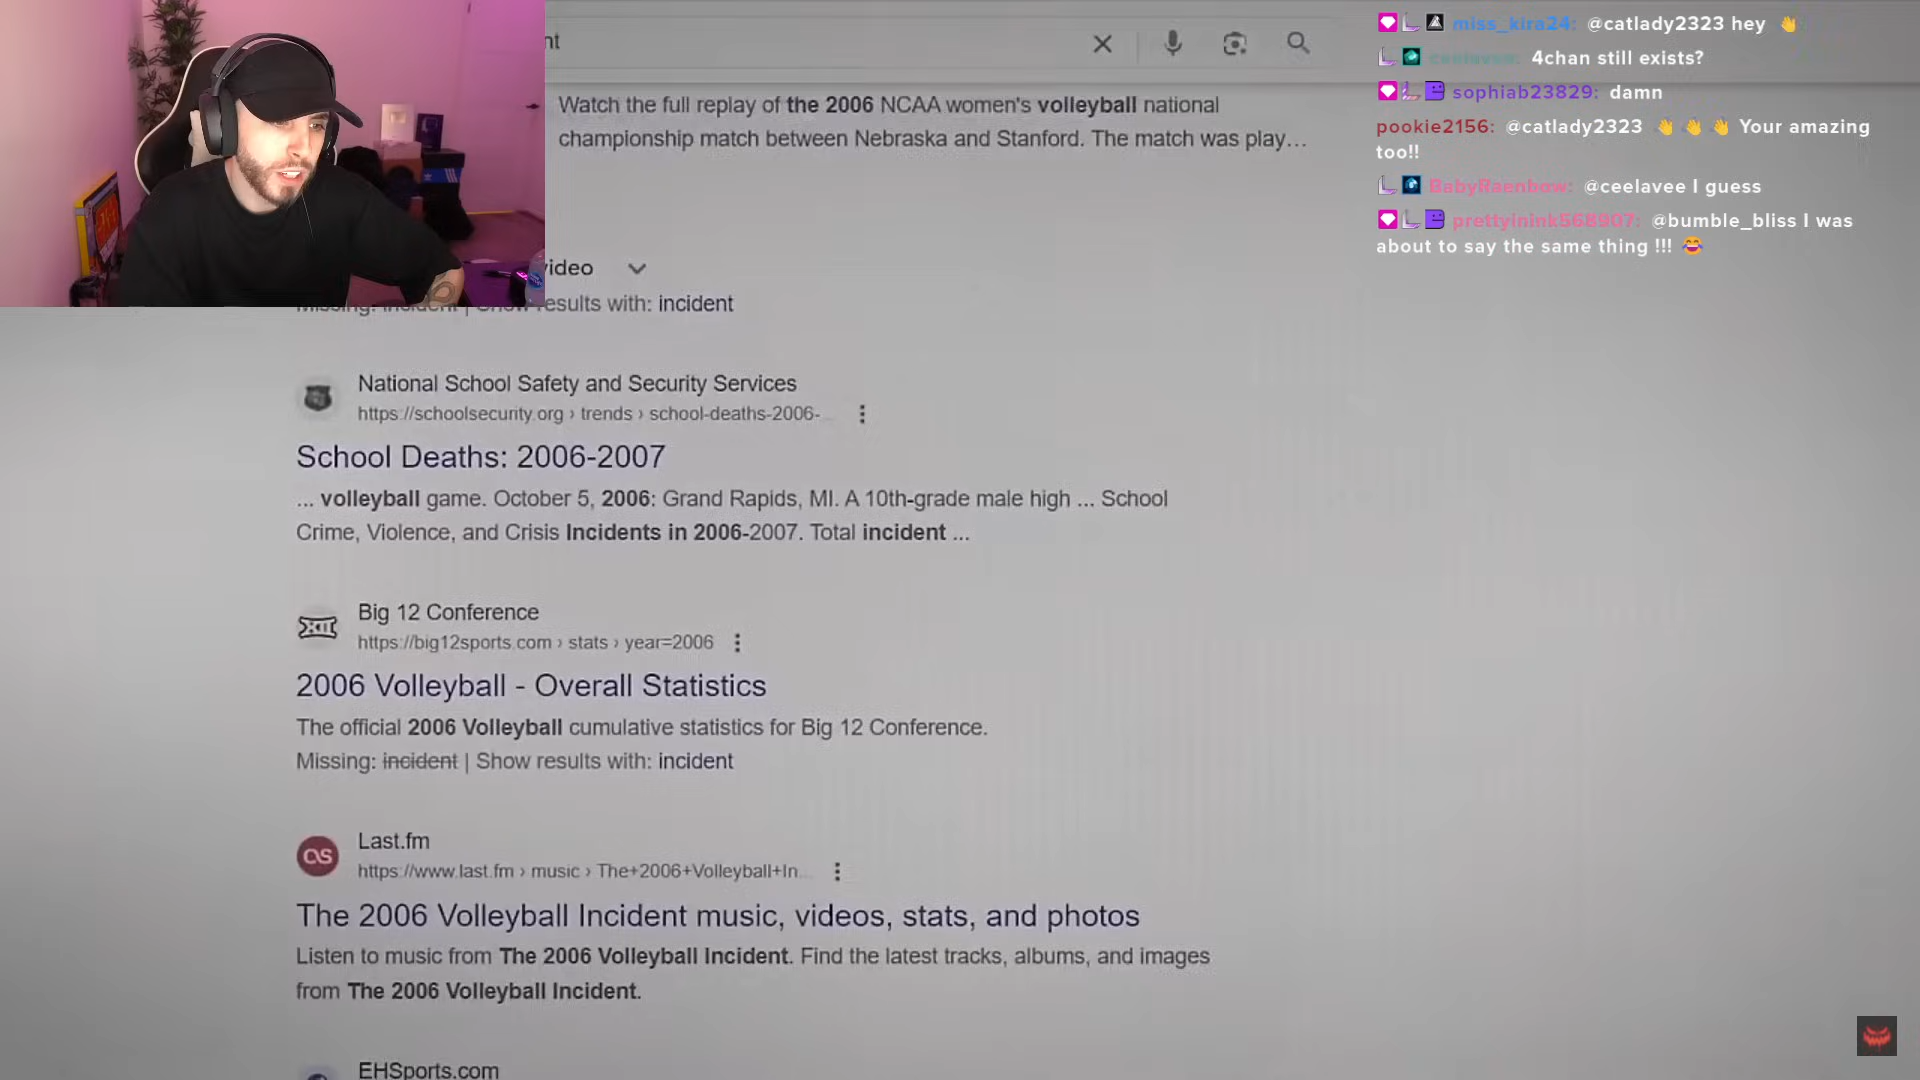 nt
Watch the full replay of the 2006 NCAA women's volleyball national
championship match between Nebraska and Stanford. The match was play...
video
Missing: incident | Show results with: incident
National School Safety and Security Services
https://schoolsecurity.org › trends › school-deaths-2006-...
School Deaths: 2006-2007
... volleyball game. October 5, 2006: Grand Rapids, MI. A 10th-grade male high ... School
Crime, Violence, and Crisis Incidents in 2006-2007. Total incident ...
Big 12 Conference
https://big12sports.com › stats › year=2006
2006 Volleyball - Overall Statistics
The official 2006 Volleyball cumulative statistics for Big 12 Conference.
Missing: incident | Show results with: incident
Last.fm
https://www.last.fm › music › The+2006+Volleyball+In...
The 2006 Volleyball Incident music, videos, stats, and photos
Listen to music from The 2006 Volleyball Incident. Find the latest tracks, albums, and images
from The 2006 Volleyball Incident.
EHSports.com
miss_kira24: @catlady2323 hey 👋
ceelavee: 4chan still exists?
sophiab23829: damn
pookie2156: @catlady2323 👋 👋 👋 Your amazing
too!!
BabyRaenbow: @ceelavee I guess
prettyinink568907: @bumble_bliss I was
about to say the same thing !!! 😂